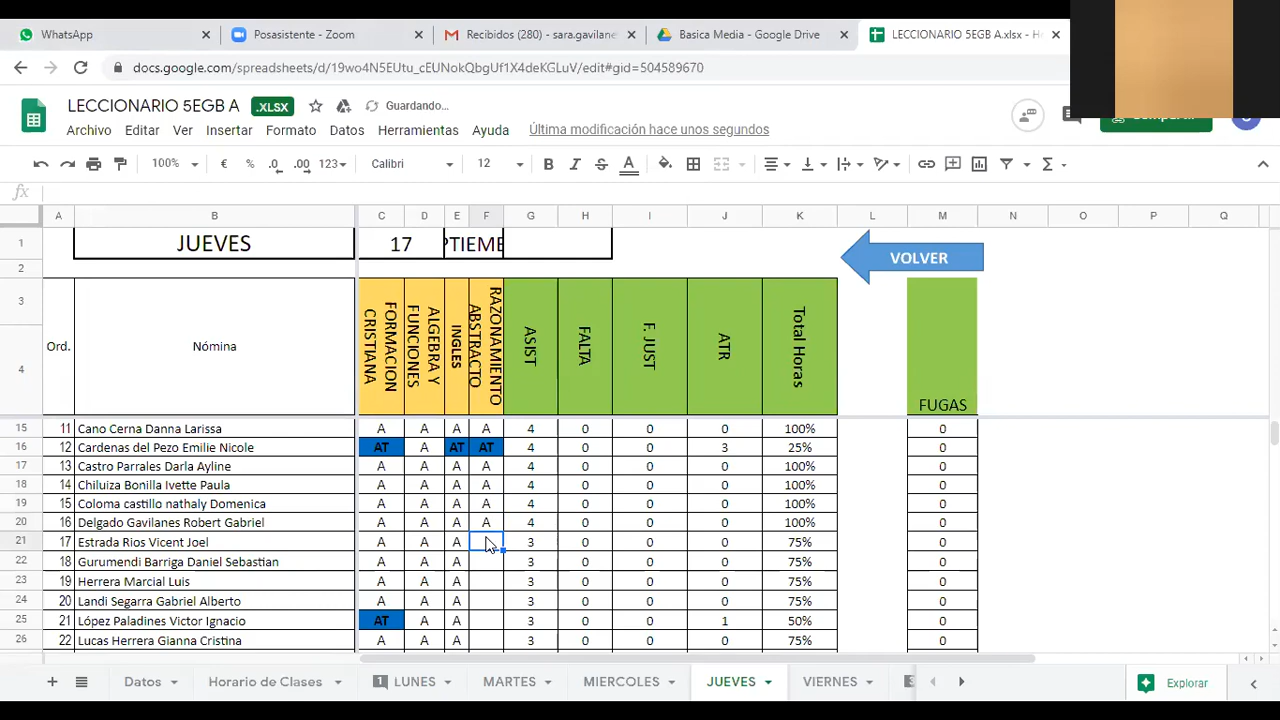 WhatsApp × Posasistente - Zoom × Recibidos (280) - sara.gavilane × Basica Media - Google Drive × LECCIONARIO 5EGB A.xlsx - H ×
docs.google.com/spreadsheets/d/19wo4N5EUtu_cEUNokQbgUf1X4deKGLuV/edit#gid=504589670
LECCIONARIO 5EGB A .XLSX Guardando...
Archivo Editar Ver Insertar Formato Datos Herramientas Ayuda Última modificación hace unos segundos
100% € % .0 .00 123 Calibri 12 B I S A Σ
fx
A B C D E F G H I J K L M N O P Q
1 JUEVES 17 PTIEME VOLVER
2
3
4 Ord. Nómina FORMACION CRISTIANA ALGEBRA Y FUNCIONES INGLES RAZONAMIENTO ABSTRACTO ASIST FALTA F. JUST ATR Total Horas FUGAS
15 11 Cano Cerna Danna Larissa A A A A 4 0 0 0 100% 0
16 12 Cardenas del Pezo Emilie Nicole AT A AT AT 4 0 0 3 25% 0
17 13 Castro Parrales Darla Ayline A A A A 4 0 0 0 100% 0
18 14 Chiluiza Bonilla Ivette Paula A A A A 4 0 0 0 100% 0
19 15 Coloma castillo nathaly Domenica A A A A 4 0 0 0 100% 0
20 16 Delgado Gavilanes Robert Gabriel A A A A 4 0 0 0 100% 0
21 17 Estrada Rios Vicent Joel A A A 3 0 0 0 75% 0
22 18 Gurumendi Barriga Daniel Sebastian A A A 3 0 0 0 75% 0
23 19 Herrera Marcial Luis A A A 3 0 0 0 75% 0
24 20 Landi Segarra Gabriel Alberto A A A 3 0 0 0 75% 0
25 21 López Paladines Victor Ignacio AT A A 3 0 0 1 50% 0
26 22 Lucas Herrera Gianna Cristina A A A 3 0 0 0 75% 0
+ Datos Horario de Clases 1 LUNES MARTES MIERCOLES JUEVES VIERNES Explorar